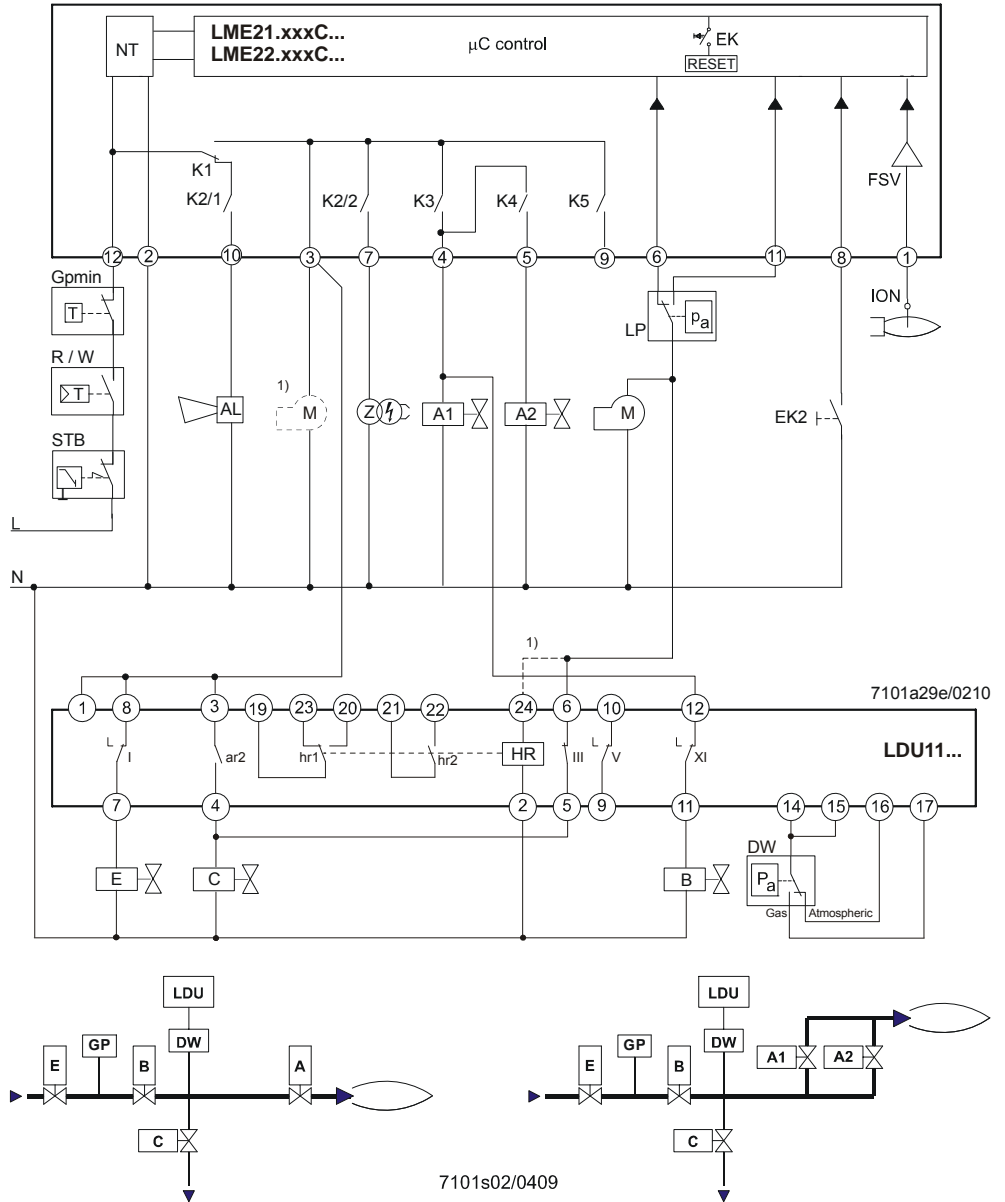 LME21.xxxC...
LME22.xxxC...
NT
μC control
EK
RESET
FSV
K1
K2/1
K2/2
K3
K4
K5
12
2
10
3
7
4
5
9
6
11
8
1
Gpmin
T
R / W
T
STB
L
N
AL
1)
M
Z
A1
A2
LP
pa
M
EK2
ION
1)
7101a29e/0210
1
8
3
19
23
20
21
22
24
6
10
12
LDU11...
L
I
ar2
hr1
hr2
HR
III
L
V
L
XI
7
4
2
5
9
11
14
15
16
17
E
C
B
DW
Pa
Gas
Atmospheric
LDU
DW
GP
E
B
A
C
LDU
DW
GP
E
B
A1
A2
C
7101s02/0409